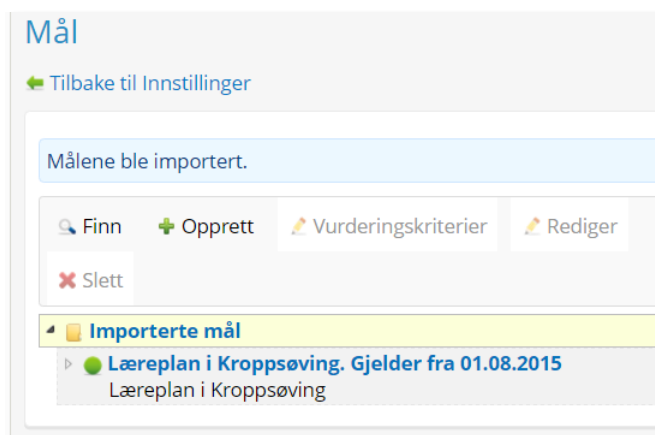 Mål
Tilbake til Innstillinger
Målene ble importert.
Finn Opprett Vurderingskriterier Rediger
Slett
Importerte mål
Læreplan i Kroppsøving. Gjelder fra 01.08.2015
Læreplan i Kroppsøving